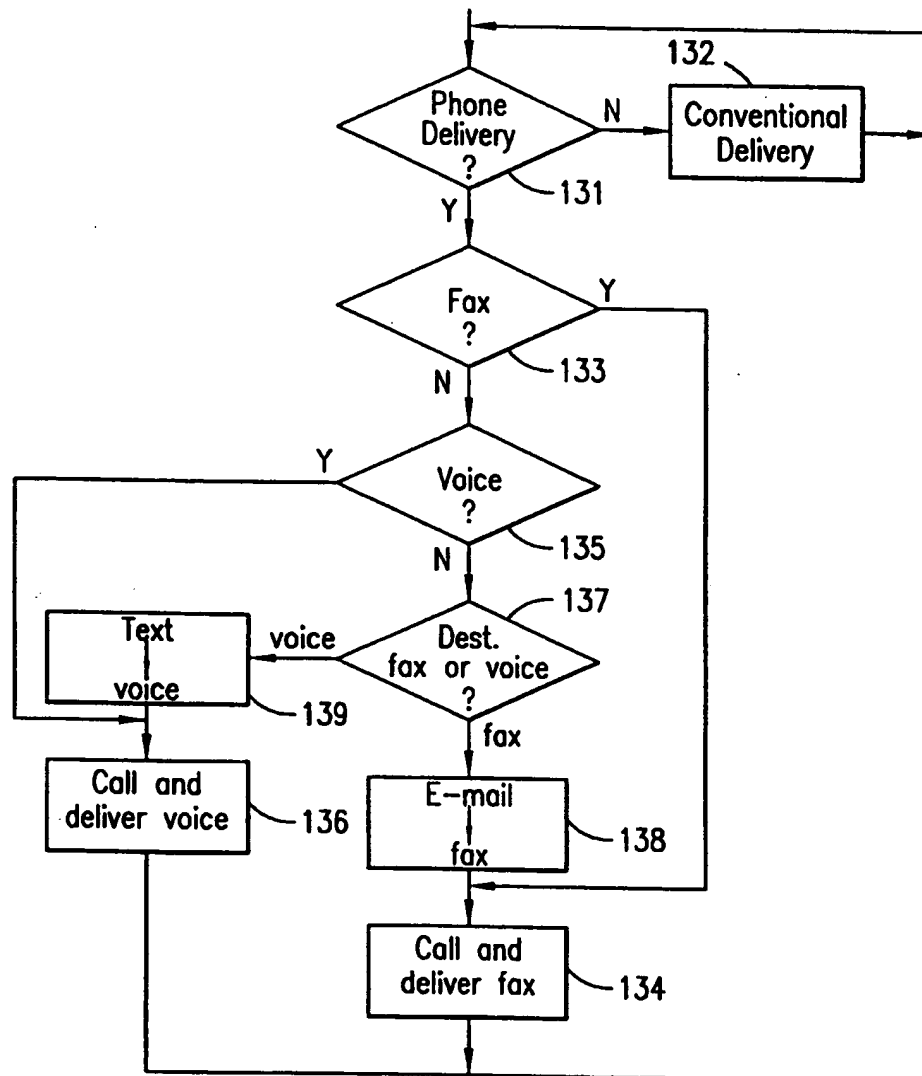 132
Phone
Delivery
?
N
Conventional
Delivery
131
Y
Fax
?
Y
133
N
Y
Voice
?
135
N
137
Text
voice
voice
Dest.
fax or voice
?
139
fax
Call and
deliver voice
136
E-mail
fax
138
Call and
deliver fax
134